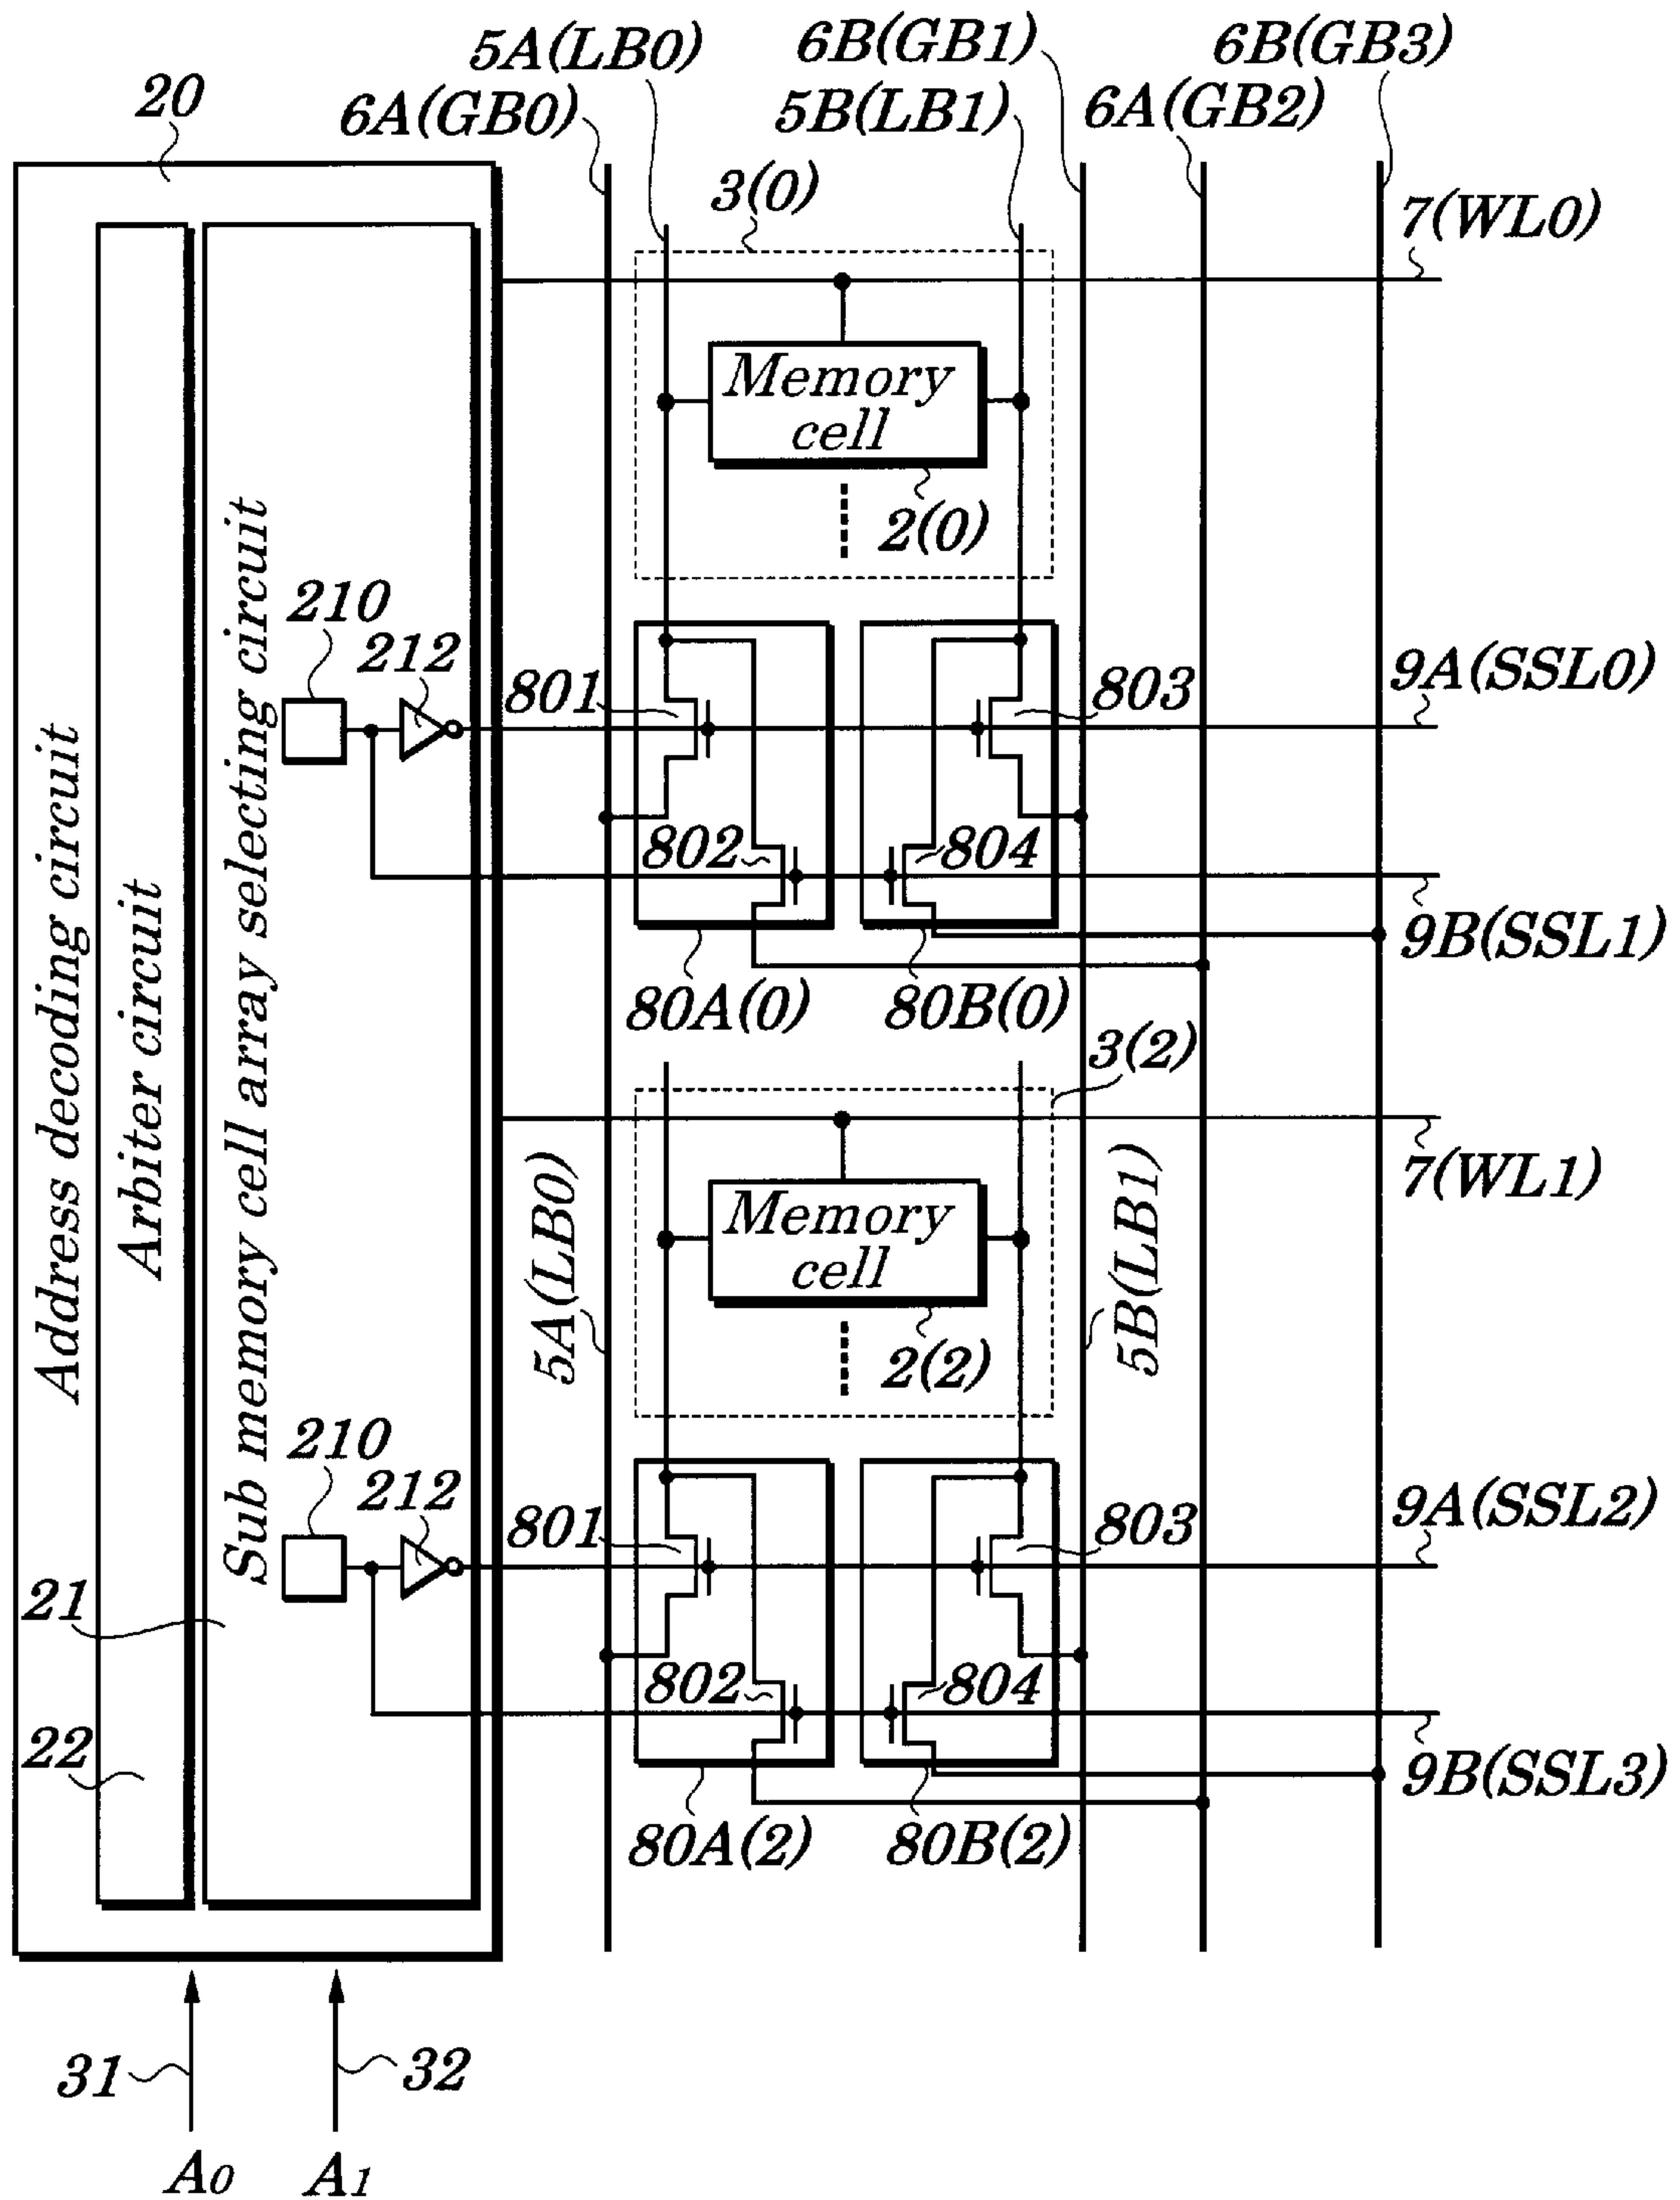 5A(LB0)
6B(GB1)
6B(GB3)
20
6A(GB0)
5B(LB1)
6A(GB2)
3(0)
7(WL0)
Memory
cell
2(0)
Address decoding circuit
Arbiter circuit
Sub memory cell array selecting circuit
210
212
801
803
9A(SSL0)
802
804
9B(SSL1)
80A(0)
80B(0)
3(2)
7(WL1)
5A(LB0)
5B(LB1)
Memory
cell
2(2)
210
212
801
803
9A(SSL2)
21
802
804
22
9B(SSL3)
80A(2)
80B(2)
31
32
A0
A1